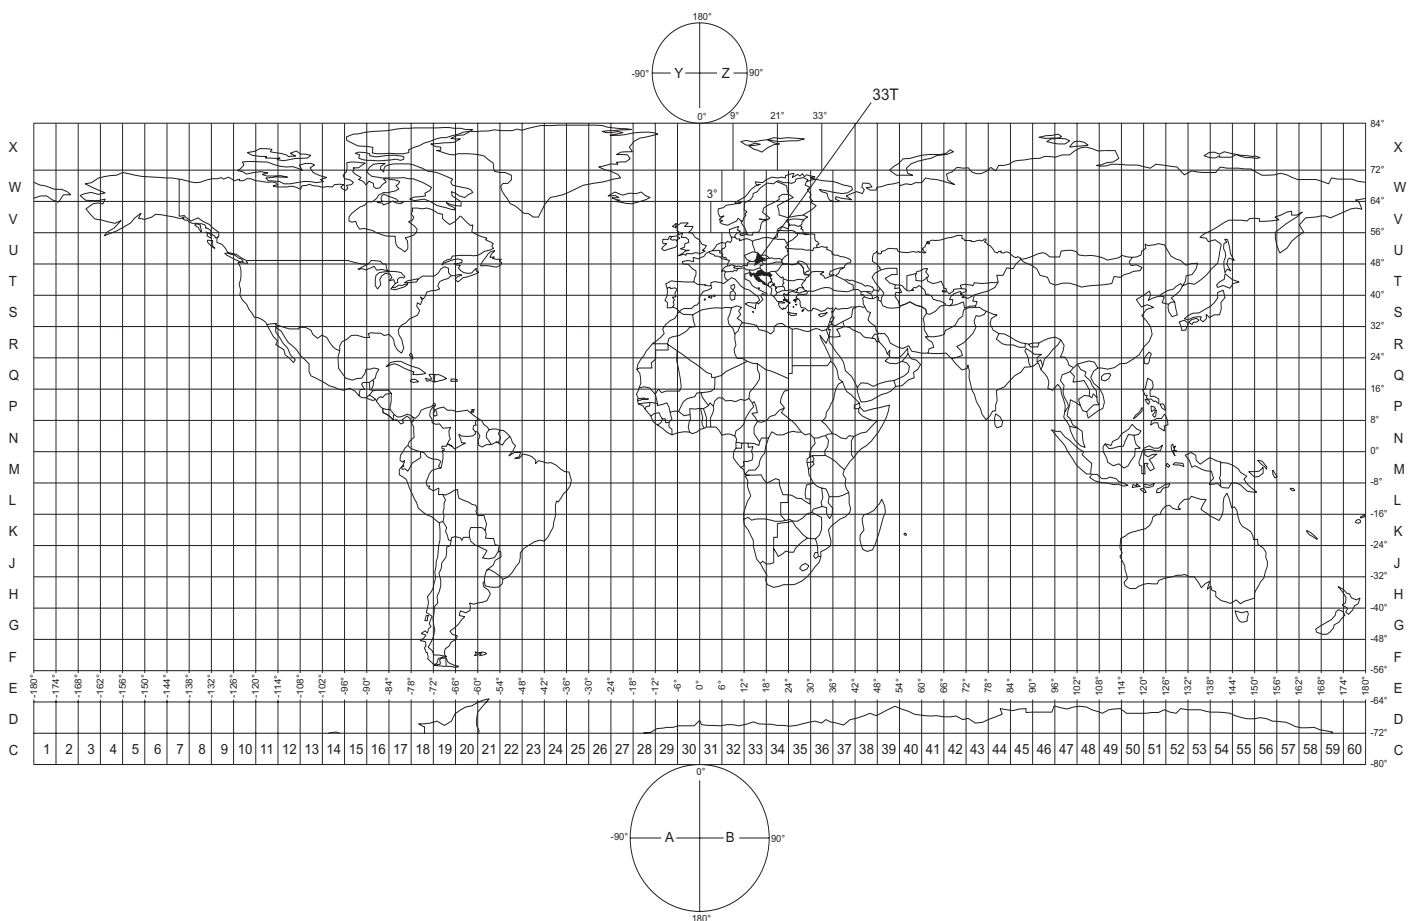 180°
-90° Y Z 90°
33T
0° 9° 21° 33°
84°
X X
72°
W W
3° 64°
V V
56°
U U
48°
T T
40°
S S
32°
R R
24°
Q Q
16°
P P
8°
N N
0°
M M
-8°
L L
-16°
K K
-24°
J J
-32°
H H
-40°
G G
-48°
F F
-56°
E -180° -174° -168° -162° -156° -150° -144° -138° -132° -126° -120° -114° -108° -102° -96° -90° -84° -78° -72° -66° -60° -54° -48° -42° -36° -30° -24° -18° -12° -6° 0° 6° 12° 18° 24° 30° 36° 42° 48° 54° 60° 66° 72° 78° 84° 90° 96° 102° 108° 114° 120° 126° 132° 138° 144° 150° 156° 162° 168° 174° 180° E
-64°
D D
-72°
C 1 2 3 4 5 6 7 8 9 10 11 12 13 14 15 16 17 18 19 20 21 22 23 24 25 26 27 28 29 30 31 32 33 34 35 36 37 38 39 40 41 42 43 44 45 46 47 48 49 50 51 52 53 54 55 56 57 58 59 60 C
-80°
0°
-90° A B 90°
180°